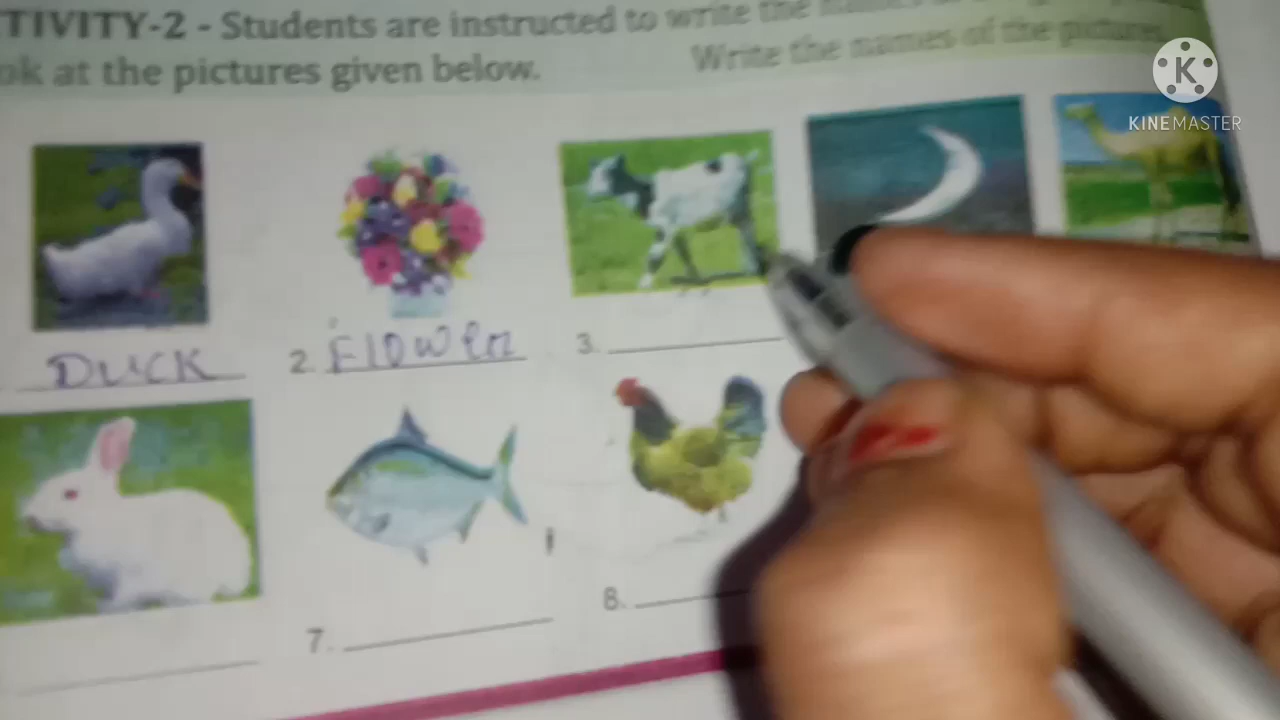 TIVITY-2 - Students are instructed to write the names
ok at the pictures given below. Write the names of the pictures
K
KINEMASTER
DUCK
2. Flower
3.
7.
8.